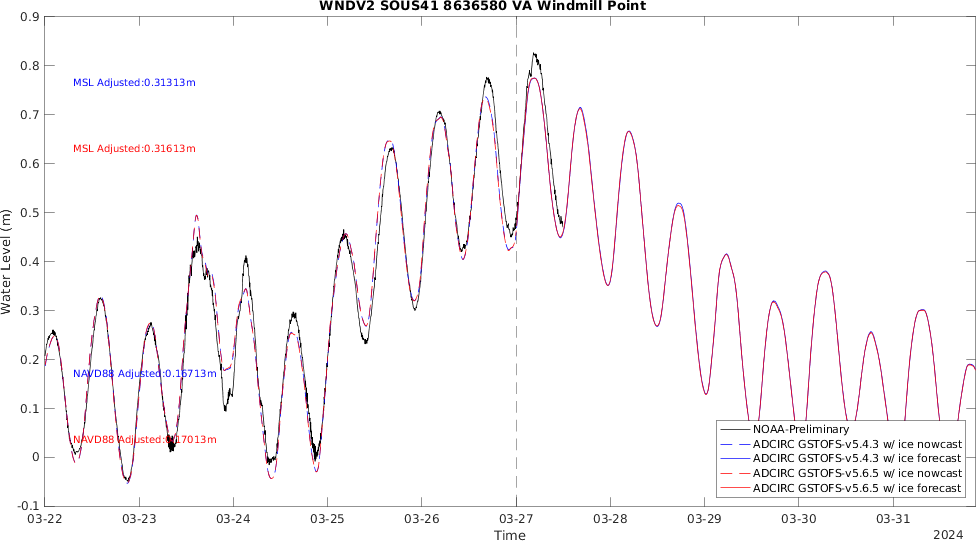 WNDV2 SOUS41 8636580 VA Windmill Point
0.9
0.8
0.7
0.6
0.5
0.4
0.3
0.2
0.1
0
-0.1
Water Level (m)
MSL Adjusted:0.31313m
MSL Adjusted:0.31613m
NAVD88 Adjusted:0.16713m
NAVD88 Adjusted:0.17013m
NOAA-Preliminary
ADCIRC GSTOFS-v5.4.3 w/ ice nowcast
ADCIRC GSTOFS-v5.4.3 w/ ice forecast
ADCIRC GSTOFS-v5.6.5 w/ ice nowcast
ADCIRC GSTOFS-v5.6.5 w/ ice forecast
03-22 03-23 03-24 03-25 03-26 03-27 03-28 03-29 03-30 03-31
Time
2024